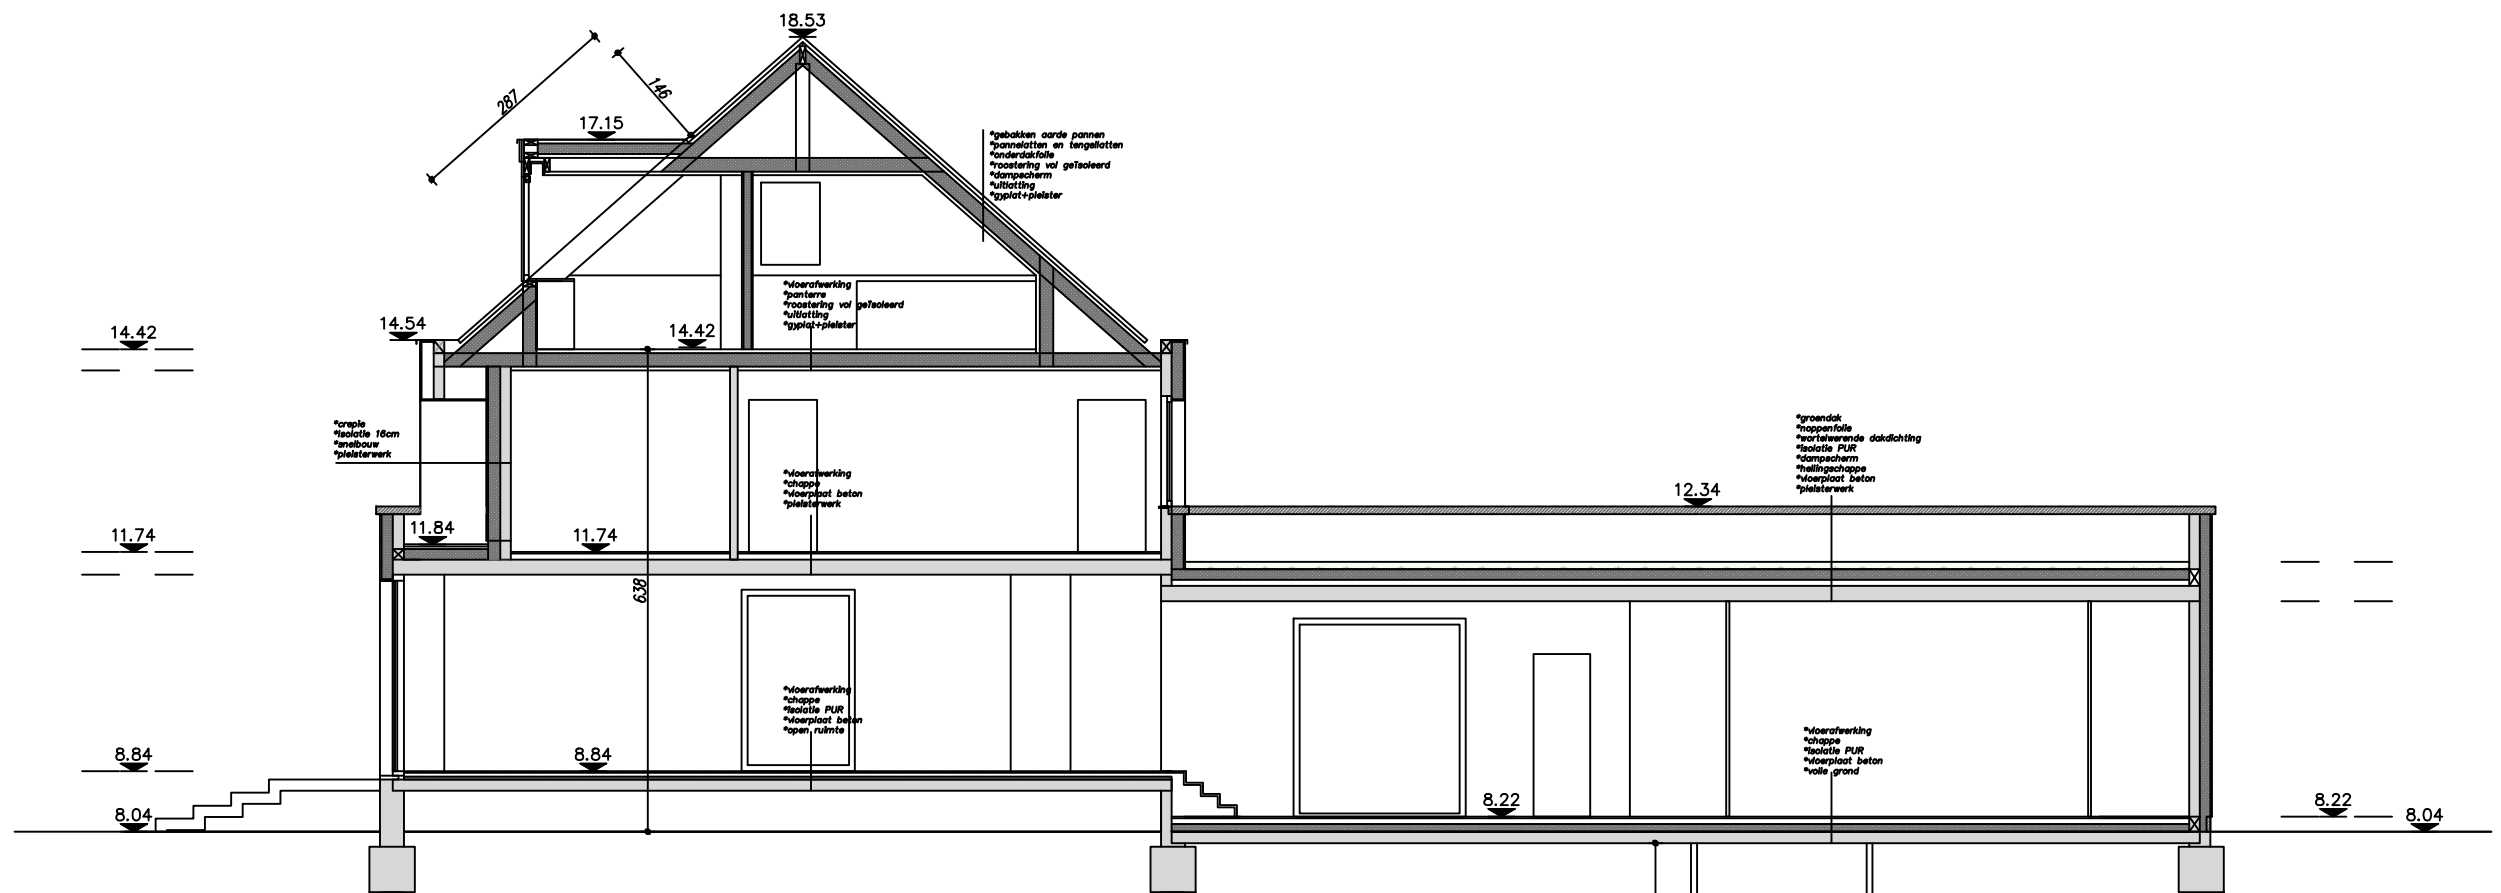 18.53
287
146
17.15
*gebakken aarde pannen
*pannelatten en tengellatten
*onderdakfolie
*roostering vol geïsoleerd
*dampscherm
*uitlatting
*gyplat+pleister
*vloerafwerking
*panterre
*roostering vol geïsoleerd
*uitlatting
*gyplat+pleister
14.42
14.54
14.42
*crepie
*isolatie 16cm
*snelbouw
*pleisterwerk
*groendak
*noppenfolie
*wortelwerende dakdichting
*isolatie PUR
*dampscherm
*hellingschappe
*vloerplaat beton
*pleisterwerk
*vloerafwerking
*chappe
*vloerplaat beton
*pleisterwerk
12.34
11.74
11.84
11.74
638
*vloerafwerking
*chappe
*isolatie PUR
*vloerplaat beton
*open ruimte
*vloerafwerking
*chappe
*isolatie PUR
*vloerplaat beton
*volle grond
8.84
8.84
8.04
8.22
8.22
8.04